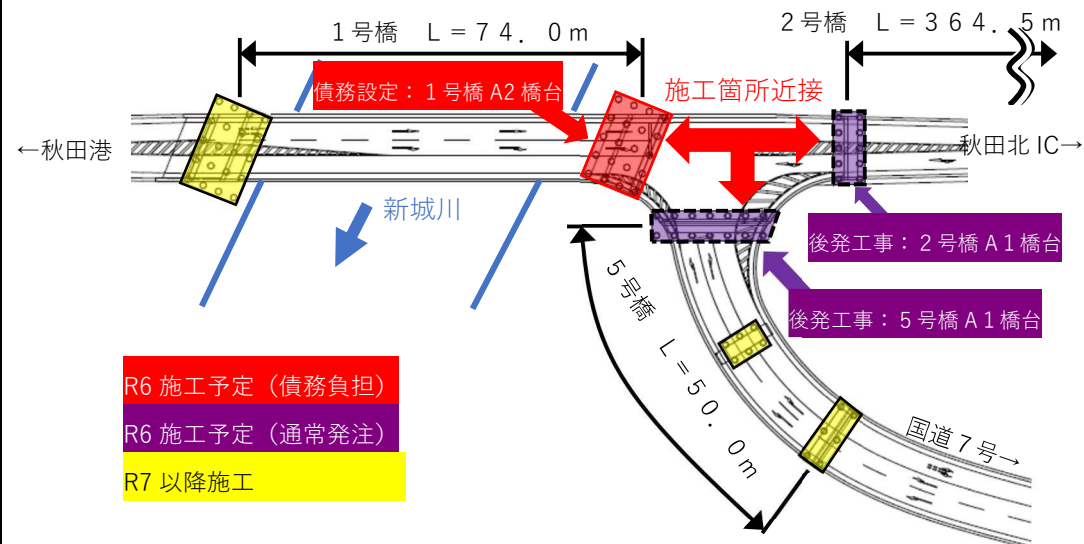 １号橋　Ｌ＝７４．０ｍ
２号橋　Ｌ＝３６４．５ｍ
債務設定：１号橋 A2 橋台
施工箇所近接
←秋田港
秋田北 IC→
新城川
後発工事：２号橋 A１橋台
後発工事：５号橋 A１橋台
５号橋　Ｌ＝５０．０ｍ
国道７号→
R6 施工予定（債務負担）
R6 施工予定（通常発注）
R7 以降施工